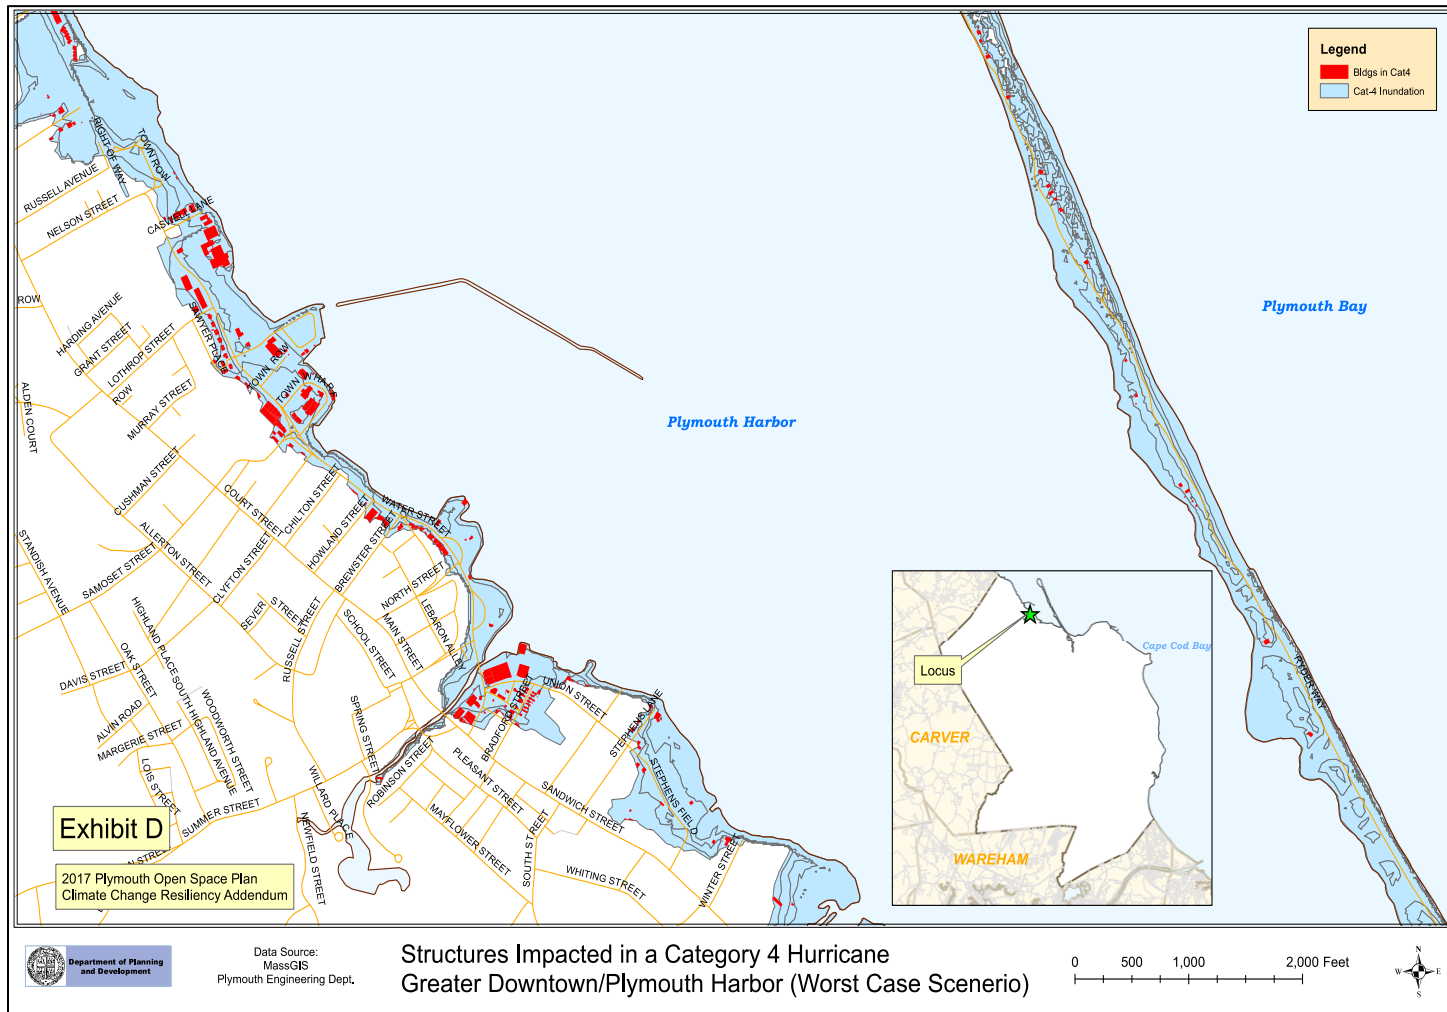 Legend
Bldgs in Cat4
Cat-4 Inundation
RIGHT OF WAY
TOWN ROW
RUSSELL AVENUE
NELSON STREET
CASWELL LANE
ROW
HARDING AVENUE
GRANT STREET
LOTHROP STREET
SAWYER PLACE
ROW
MURRAY STREET
TOWN WHARF
ALDEN COURT
CUSHMAN STREET
COURT STREET
CHILTON STREET
WATER STREET
HOWLAND STREET
BREWSTER STREET
STANDISH AVENUE
SAMOSET STREET
ALLERTON STREET
CLYFTON STREET
SEVER
STREET
RUSSELL STREET
NORTH STREET
LEBARON ALLEY
MAIN STREET
SCHOOL STREET
HIGHLAND PLACE
SOUTH HIGHLAND AVENUE
DAVIS STREET
OAK STREET
ALVIN ROAD
MARGERIE STREET
WOODWORTH STREET
LOIS STREET
SUMMER STREET
SPRING STREET
WILLARD PLACE
NEWFIELD STREET
ROBINSON STREET
BRADFORD STREET
UNION STREET
STEPHENS LANE
STEPHENS FIELD
PLEASANT STREET
SANDWICH STREET
MAYFLOWER STREET
SOUTH STREET
WHITING STREET
WINTER STREET
RYDER WAY
Plymouth Harbor
Plymouth Bay
Cape Cod Bay
Locus
CARVER
WAREHAM
Exhibit D
2017 Plymouth Open Space Plan
Climate Change Resiliency Addendum
Department of Planning
and Development
Data Source:
MassGIS
Plymouth Engineering Dept.
Structures Impacted in a Category 4 Hurricane
Greater Downtown/Plymouth Harbor (Worst Case Scenerio)
0 500 1,000 2,000 Feet
N
W E
S